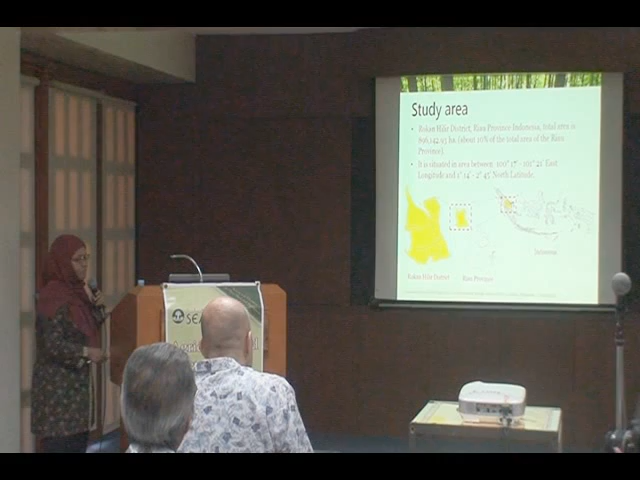 Study area
• Rokan Hilir District, Riau Province-Indonesia, total area is
896,142.93 ha. (about 10% of the total area of the Riau
Province).
• It is situated in area between 100° 17' - 101° 21' East
Longitude and 1° 14' - 2° 45' North Latitude.
Indonesia
Rokan Hilir District
Riau Province
SEA